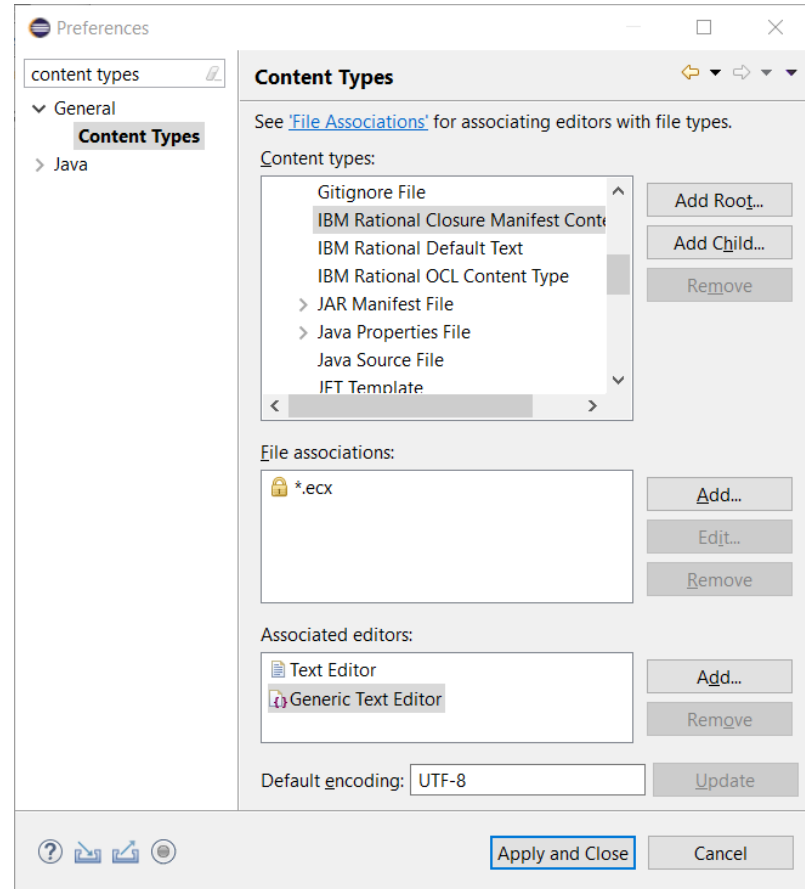 Preferences
content types
General
Content Types
Java
Content Types
See 'File Associations' for associating editors with file types.
Content types:
Gitignore File
IBM Rational Closure Manifest Conte
IBM Rational Default Text
IBM Rational OCL Content Type
JAR Manifest File
Java Properties File
Java Source File
JET Template
Add Root...
Add Child...
Remove
File associations:
*.ecx
Add...
Edit...
Remove
Associated editors:
Text Editor
Generic Text Editor
Add...
Remove
Default encoding: UTF-8
Update
Apply and Close
Cancel